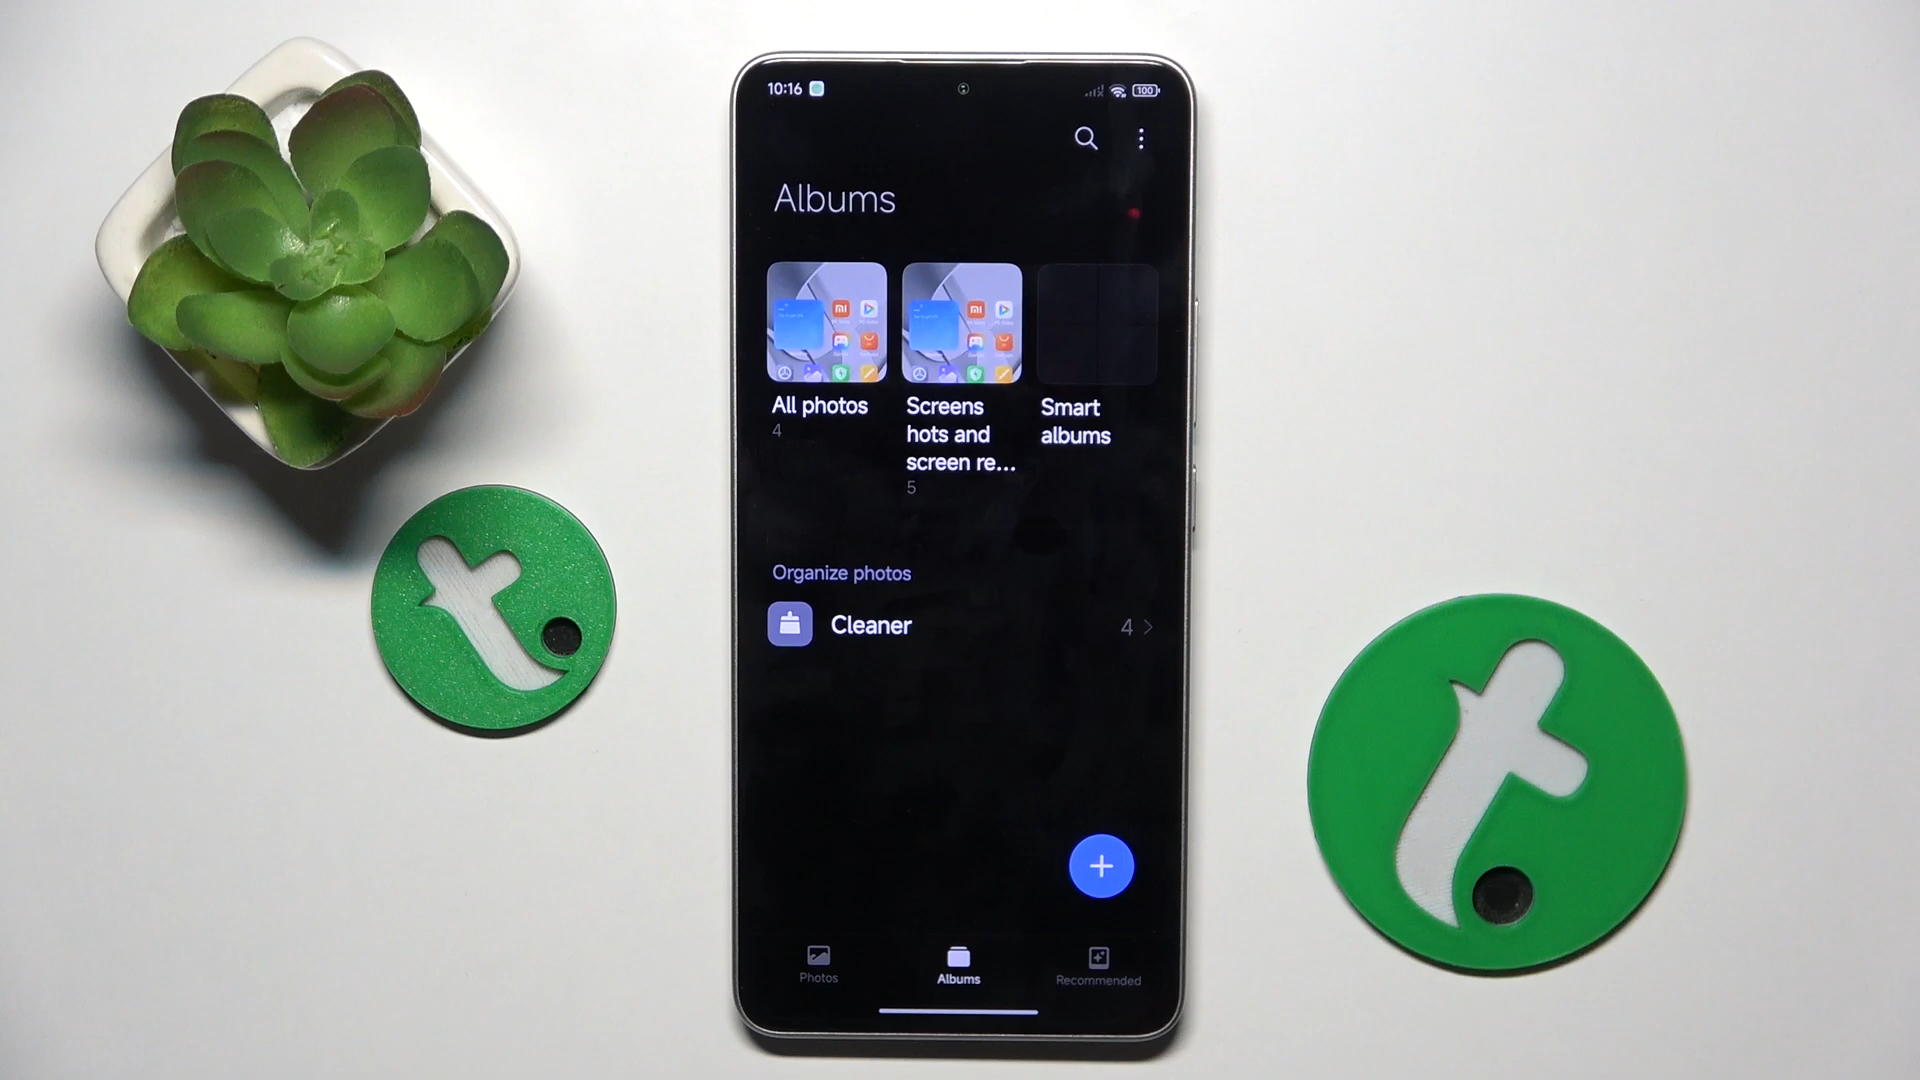 10:16
100
Albums
All photos
4
Screens
hots and
screen re...
5
Smart
albums
Organize photos
Cleaner
4
Photos
Albums
Recommended